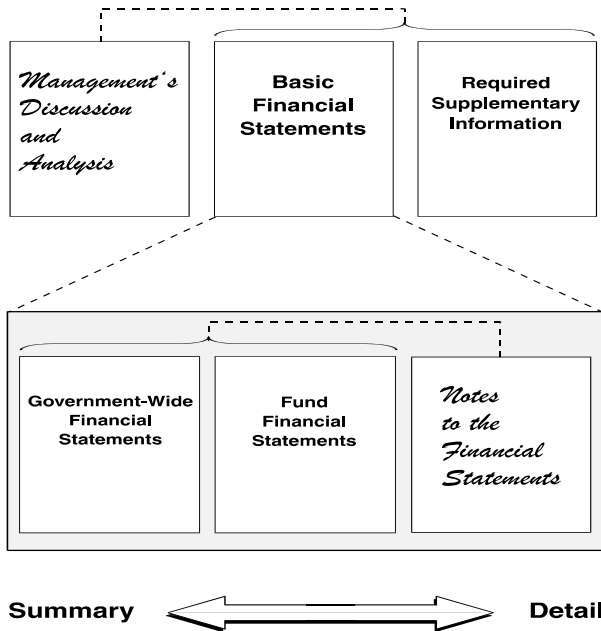 Management's
Discussion
and
Analysis
Basic
Financial
Statements
Required
Supplementary
Information
Government-Wide
Financial
Statements
Fund
Financial
Statements
Notes
to the
Financial
Statements
Summary
Detail